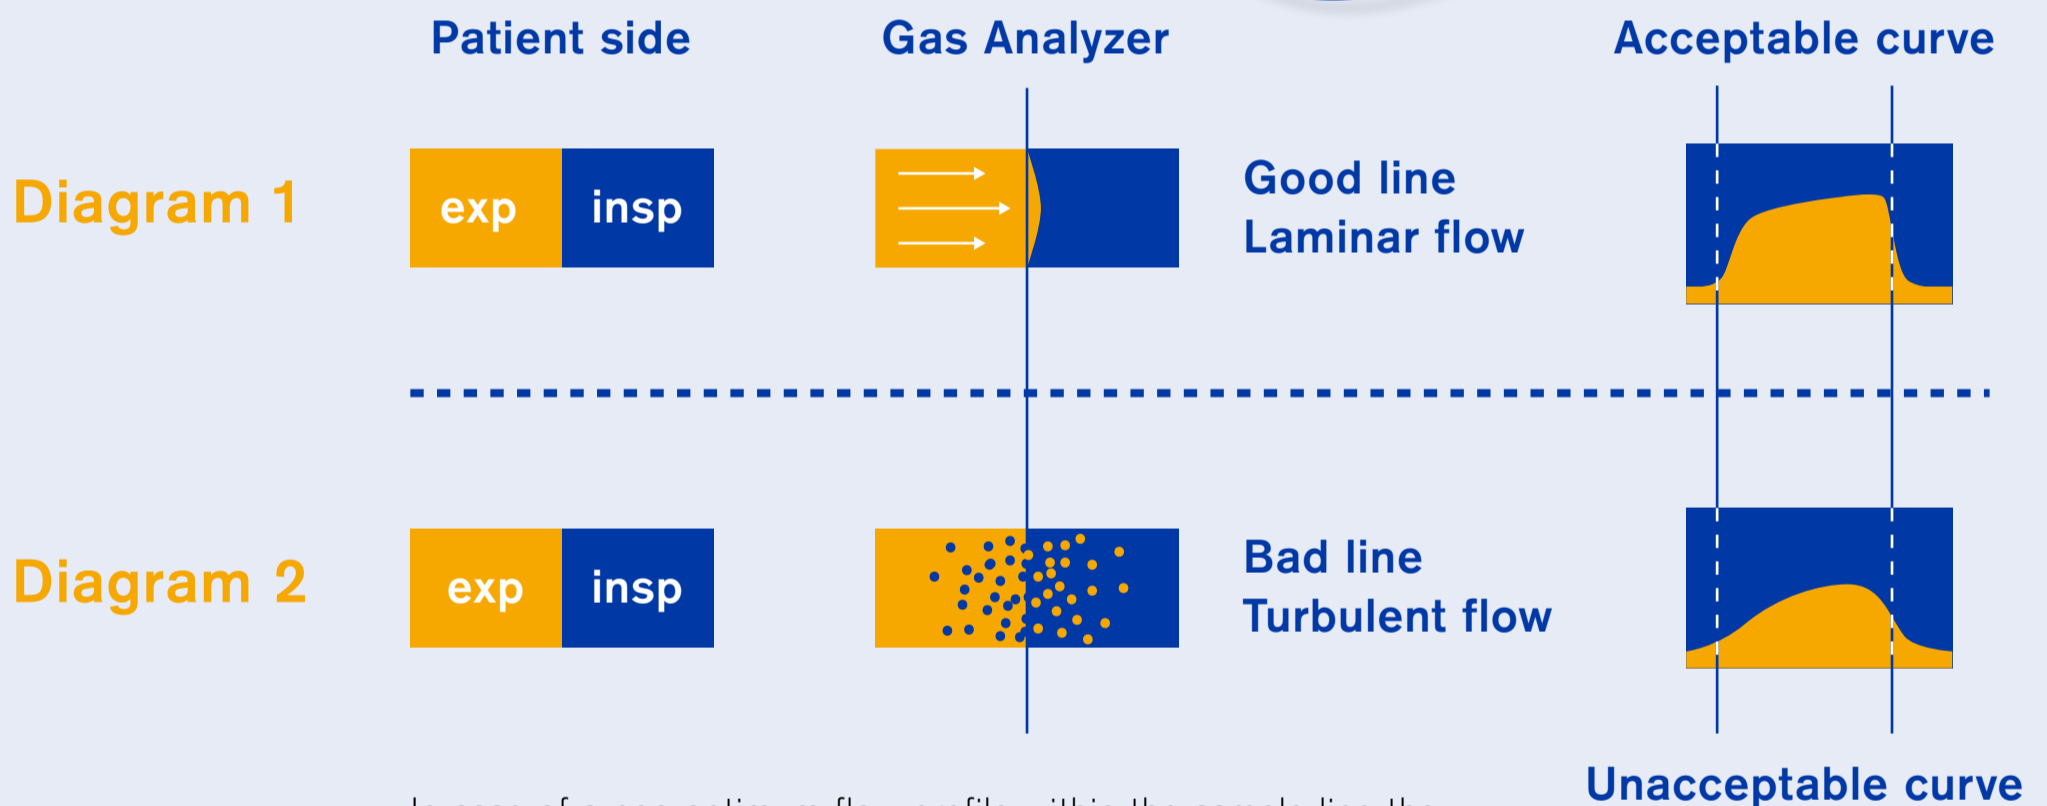 Patient side
Gas Analyzer
Acceptable curve
Diagram 1
exp
insp
Good line
Laminar flow
Diagram 2
exp
insp
Bad line
Turbulent flow
Unacceptable curve